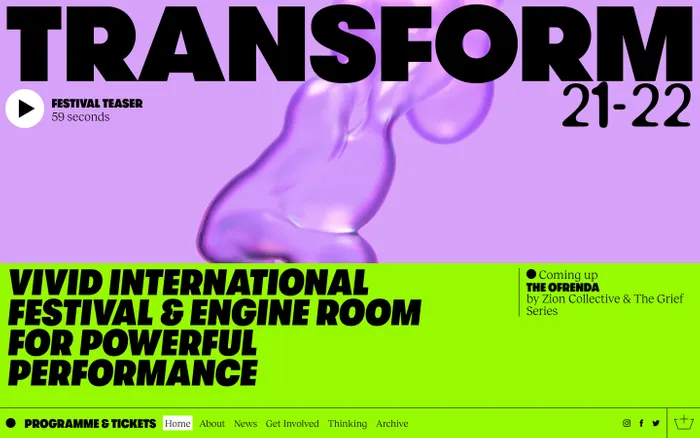 TRANSFORM
21-22
FESTIVAL TEASER
59 seconds
VIVID INTERNATIONAL
FESTIVAL & ENGINE ROOM
FOR POWERFUL
PERFORMANCE
Coming up
THE OFRENDA
by Zion Collective & The Grief
Series
PROGRAMME & TICKETS Home About News Get Involved Thinking Archive